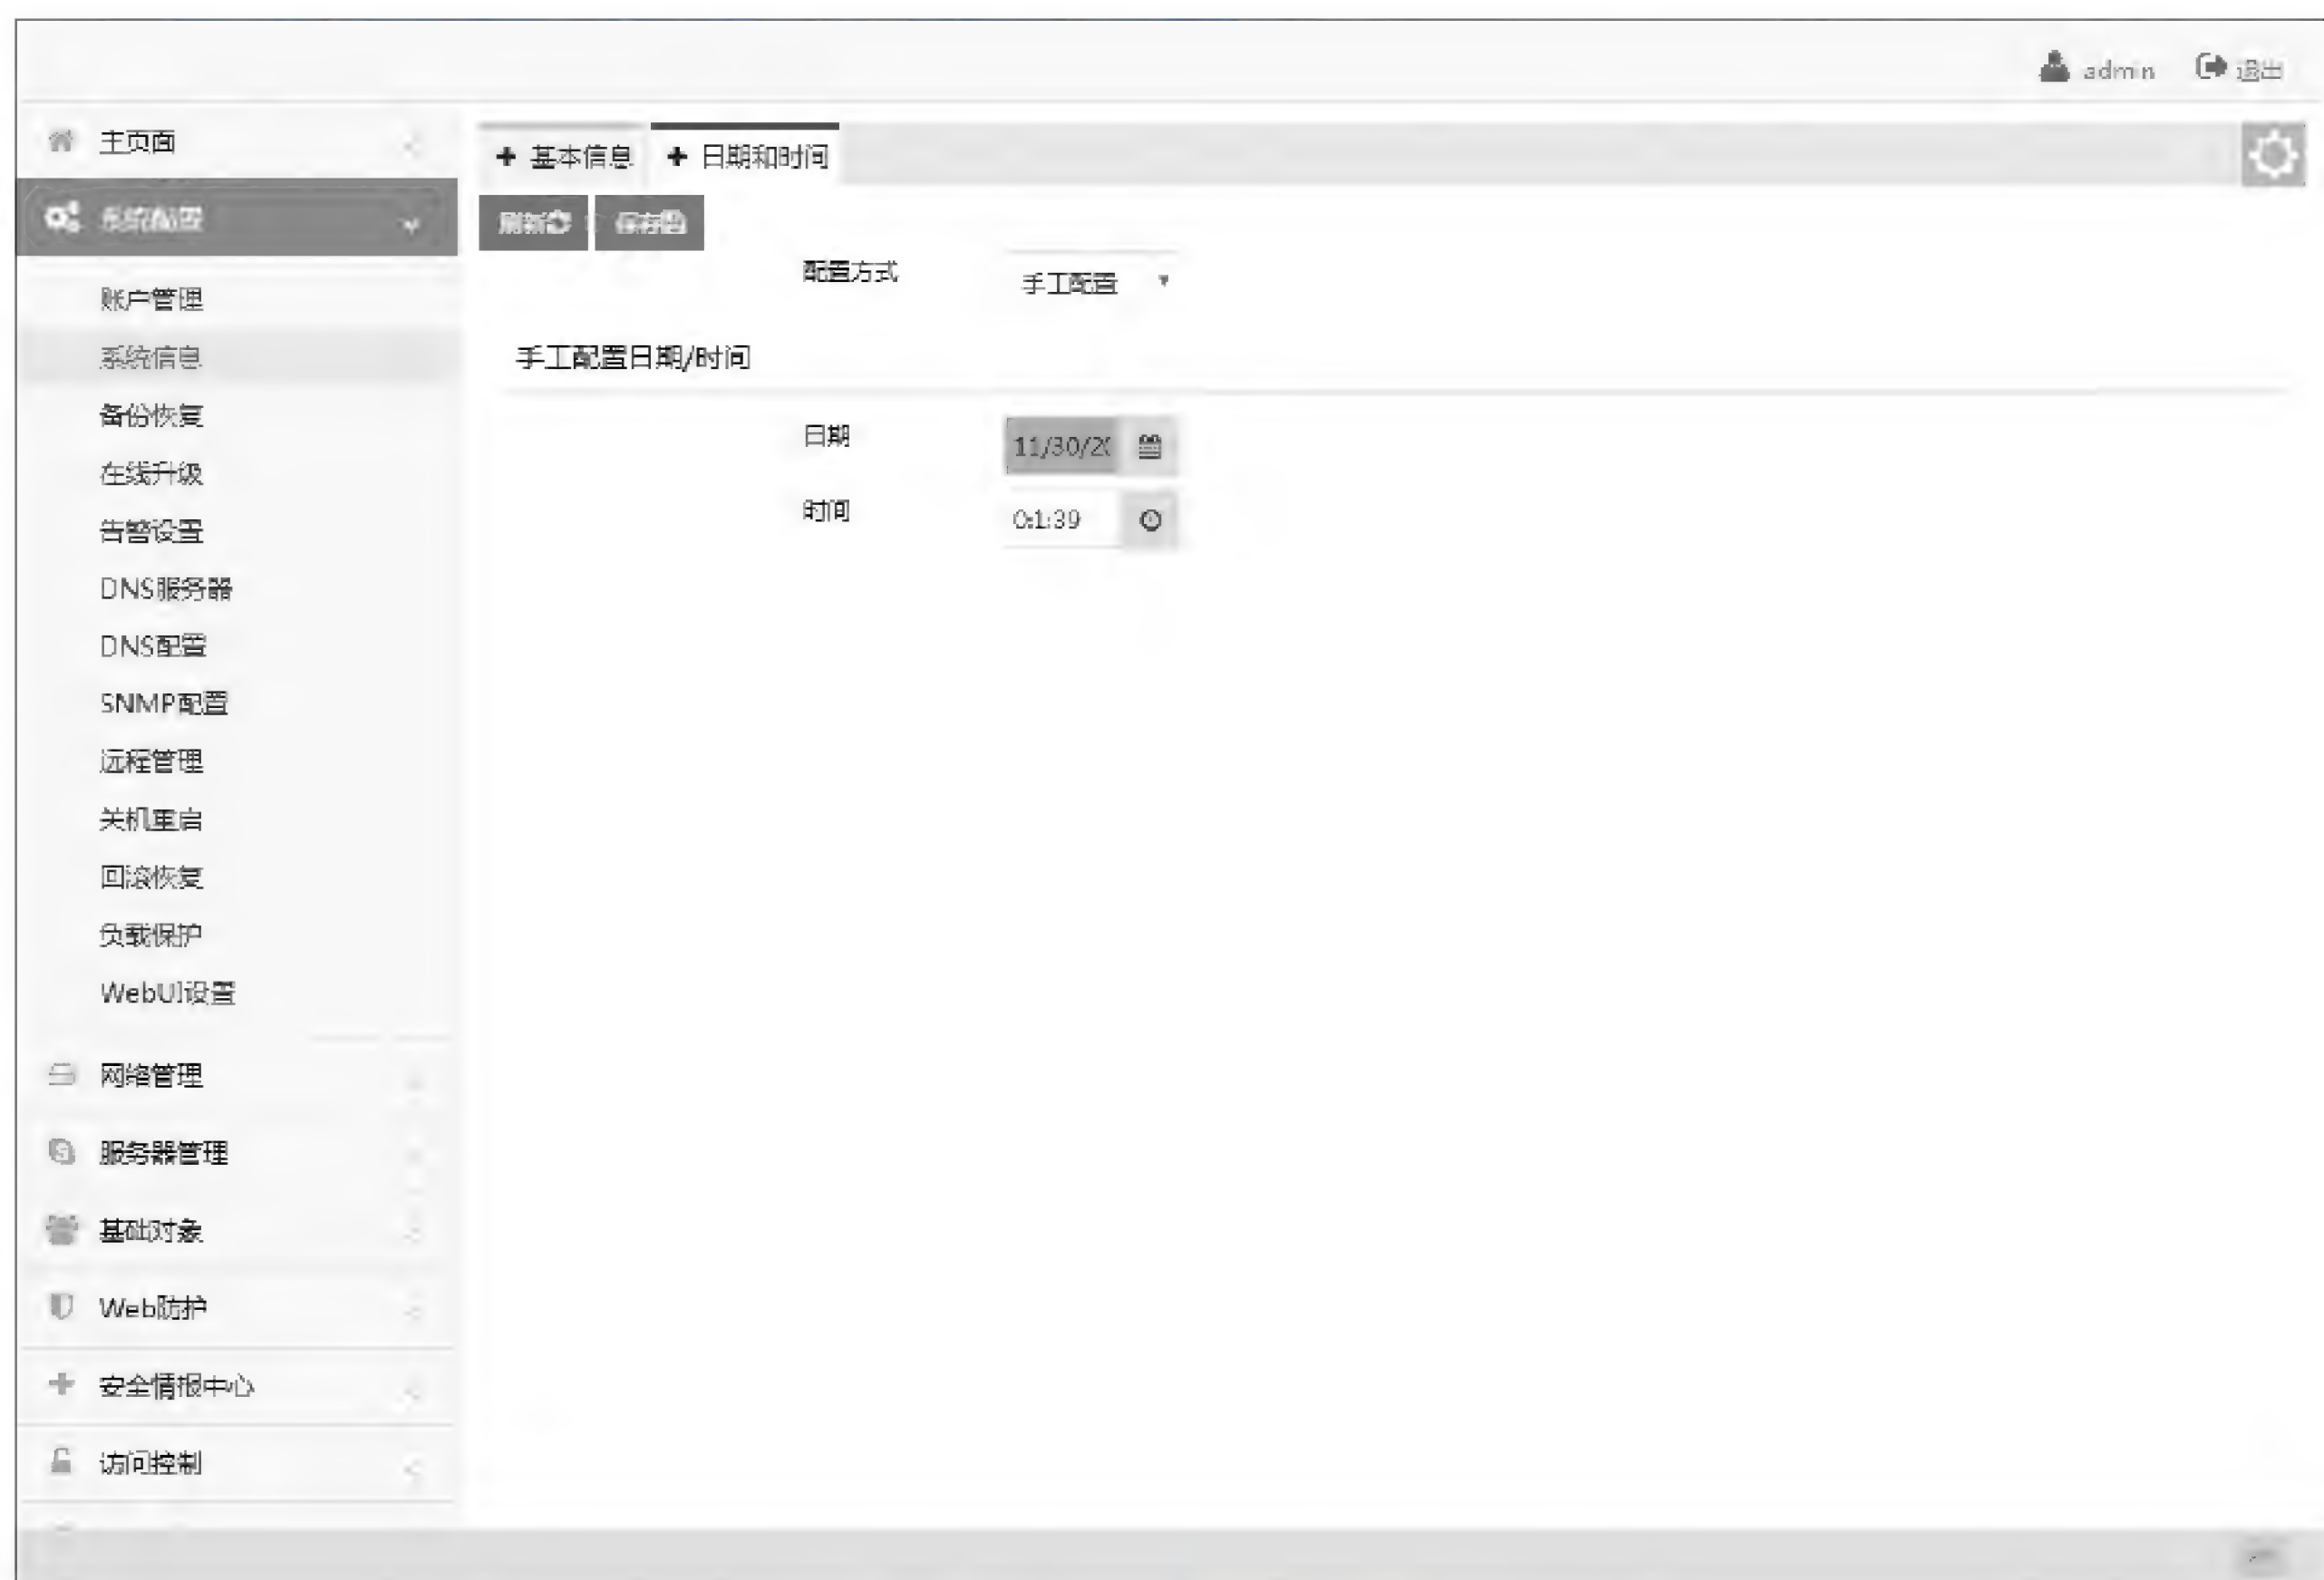 admin 退出
主页面
系统配置
账户管理
系统信息
备份恢复
在线升级
告警设置
DNS服务器
DNS配置
SNMP配置
远程管理
关机重启
回滚恢复
负载保护
WebUI设置
网络管理
服务器管理
基础对象
Web防护
安全情报中心
访问控制
基本信息 日期和时间
刷新 保存
配置方式 手工配置
手工配置日期/时间
日期 11/30/20
时间 0:1:39